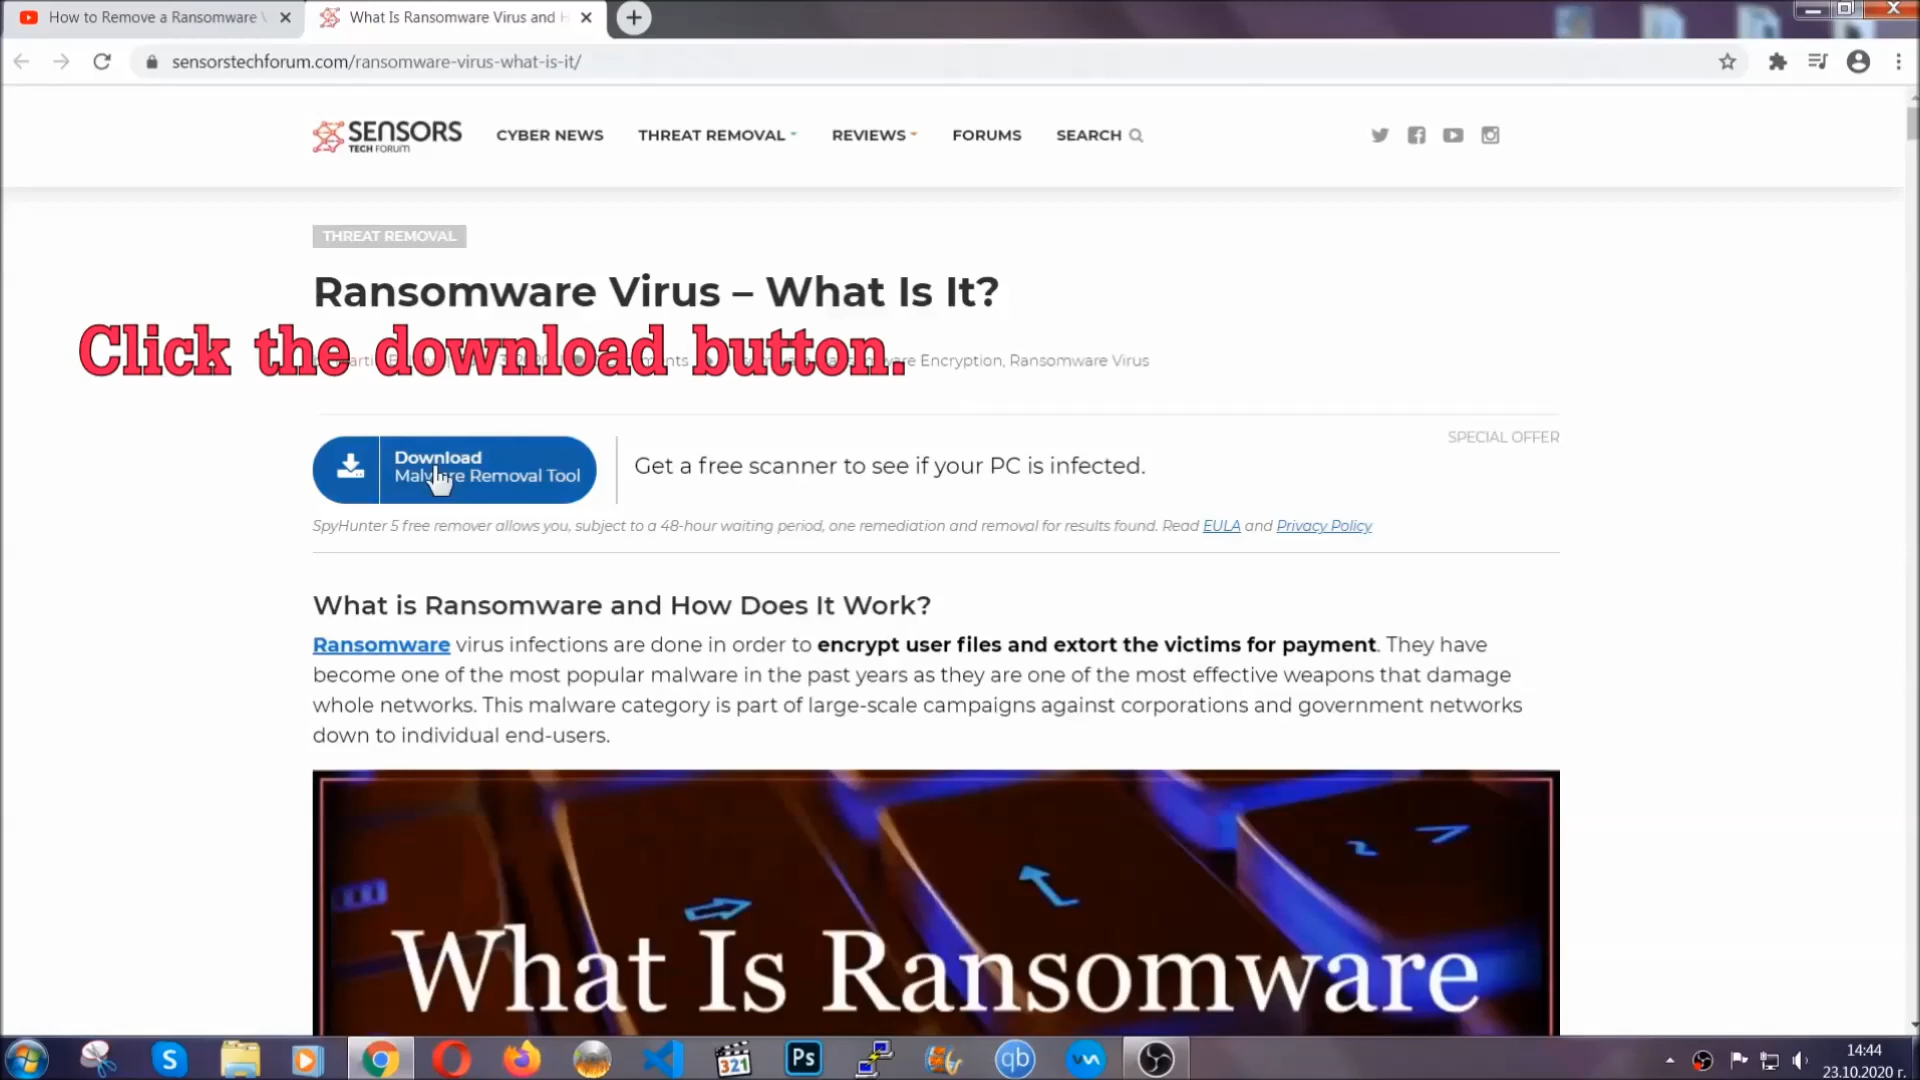 How to Remove a Ransomware
What Is Ransomware Virus and
sensorstechforum.com/ransomware-virus-what-is-it/
SENSORS
TECH FORUM
CYBER NEWS
THREAT REMOVAL
REVIEWS
FORUMS
SEARCH
THREAT REMOVAL
Ransomware Virus – What Is It?
Click the download button.
Encryption, Ransomware Virus
SPECIAL OFFER
Download
Malware Removal Tool
Get a free scanner to see if your PC is infected.
SpyHunter 5 free remover allows you, subject to a 48-hour waiting period, one remediation and removal for results found. Read EULA and Privacy Policy
What is Ransomware and How Does It Work?
Ransomware virus infections are done in order to encrypt user files and extort the victims for payment. They have
become one of the most popular malware in the past years as they are one of the most effective weapons that damage
whole networks. This malware category is part of large-scale campaigns against corporations and government networks
down to individual end-users.
What Is Ransomware
S
321
Ps
qb
14:44
23.10.2020 г.